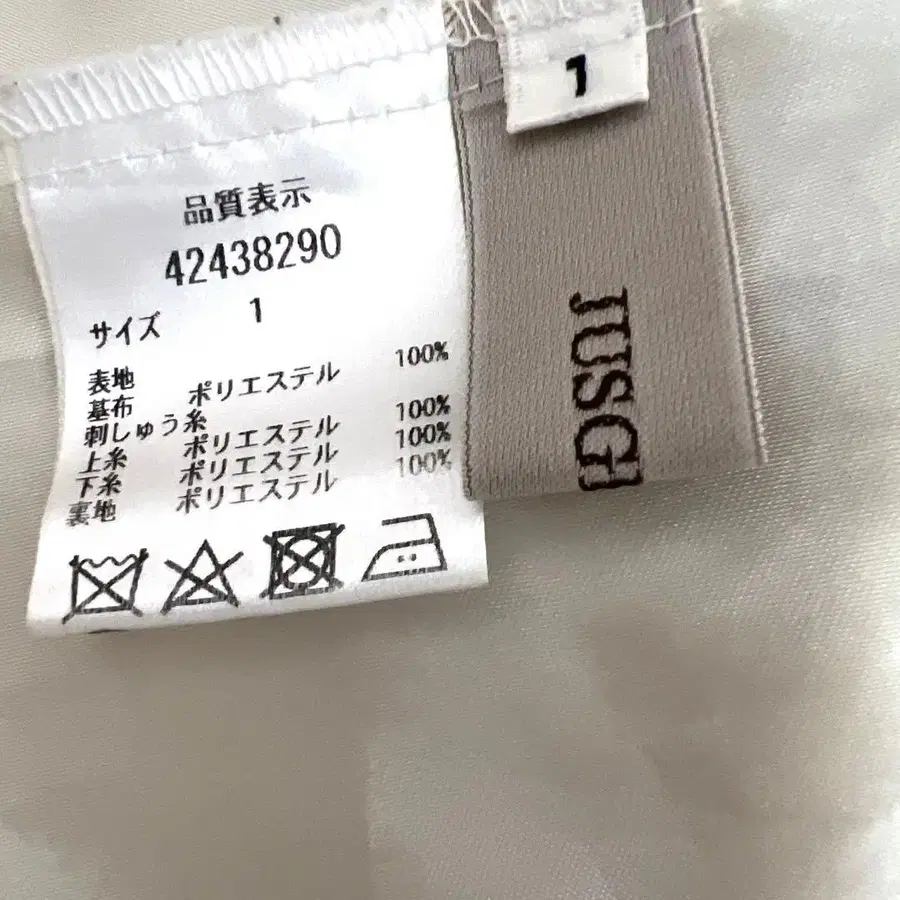 1
JUSG
品質表示
42438290
サイズ 1
表地
基布 ポリエステル 100%
刺しゅう糸
上糸 ポリエステル 100%
下糸 ポリエステル 100%
裏地 ポリエステル 100%